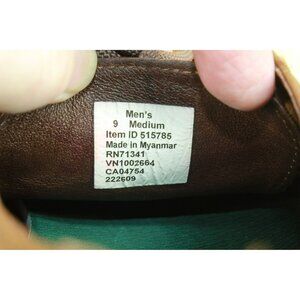 Men's
9 Medium
Item ID 515785
Made in Myanmar
RN71341
VN1002664
CA04754
222609